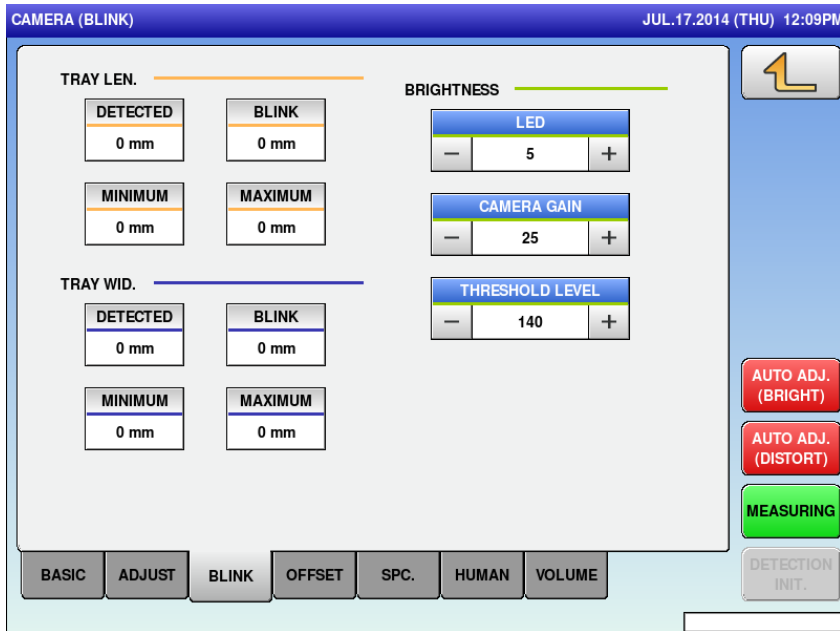 CAMERA (BLINK)
JUL.17.2014 (THU) 12:09PM
TRAY LEN.
DETECTED
0 mm
BLINK
0 mm
MINIMUM
0 mm
MAXIMUM
0 mm
TRAY WID.
DETECTED
0 mm
BLINK
0 mm
MINIMUM
0 mm
MAXIMUM
0 mm
BRIGHTNESS
LED
− 5 +
CAMERA GAIN
− 25 +
THRESHOLD LEVEL
− 140 +
AUTO ADJ.
(BRIGHT)
AUTO ADJ.
(DISTORT)
MEASURING
DETECTION
INIT.
BASIC
ADJUST
BLINK
OFFSET
SPC.
HUMAN
VOLUME